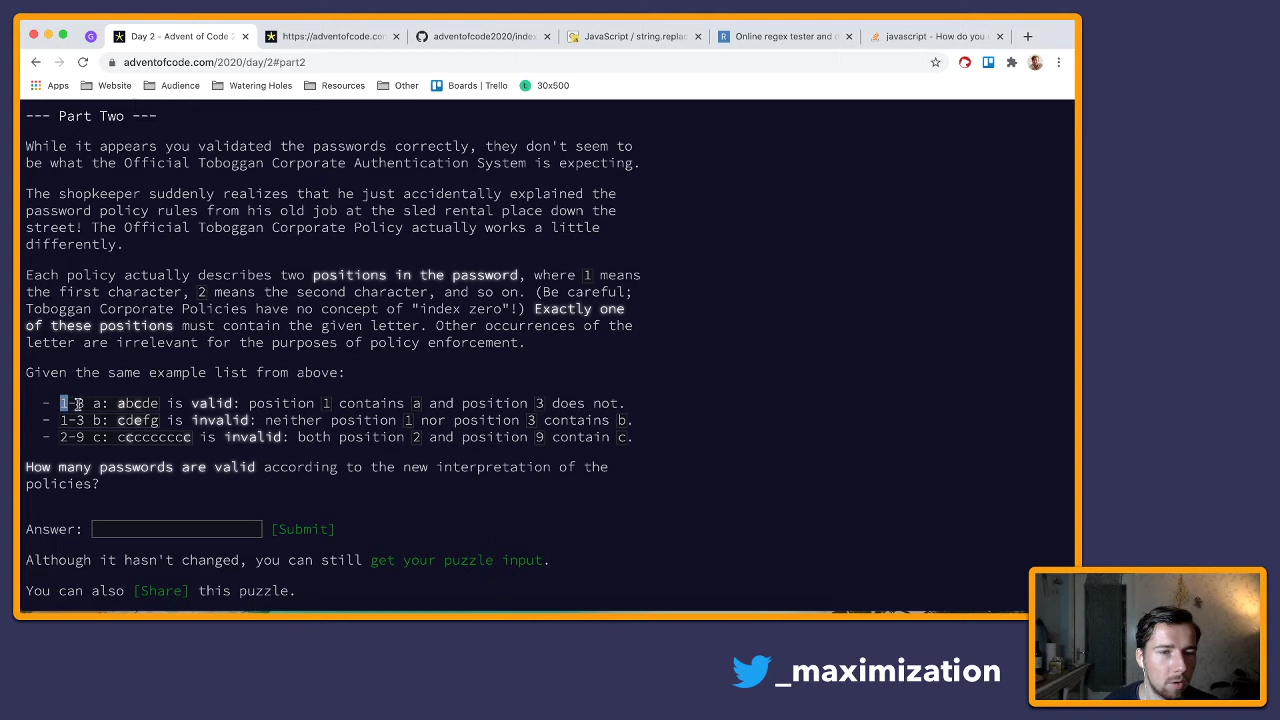 Day 2 - Advent of Code 2
https://adventofcode.com
adventofcode2020/index
JavaScript / string.replac
Online regex tester and d
javascript - How do you
adventofcode.com/2020/day/2#part2
Apps
Website
Audience
Watering Holes
Resources
Other
Boards | Trello
30x500
--- Part Two ---
While it appears you validated the passwords correctly, they don't seem to
be what the Official Toboggan Corporate Authentication System is expecting.
The shopkeeper suddenly realizes that he just accidentally explained the
password policy rules from his old job at the sled rental place down the
street! The Official Toboggan Corporate Policy actually works a little
differently.
Each policy actually describes two positions in the password, where 1 means
the first character, 2 means the second character, and so on. (Be careful;
Toboggan Corporate Policies have no concept of "index zero"!) Exactly one
of these positions must contain the given letter. Other occurrences of the
letter are irrelevant for the purposes of policy enforcement.
Given the same example list from above:
- 1-3 a: abcde is valid: position 1 contains a and position 3 does not.
- 1-3 b: cdefg is invalid: neither position 1 nor position 3 contains b.
- 2-9 c: ccccccccc is invalid: both position 2 and position 9 contain c.
How many passwords are valid according to the new interpretation of the
policies?
Answer: [Submit]
Although it hasn't changed, you can still get your puzzle input.
You can also [Share] this puzzle.
_maximization